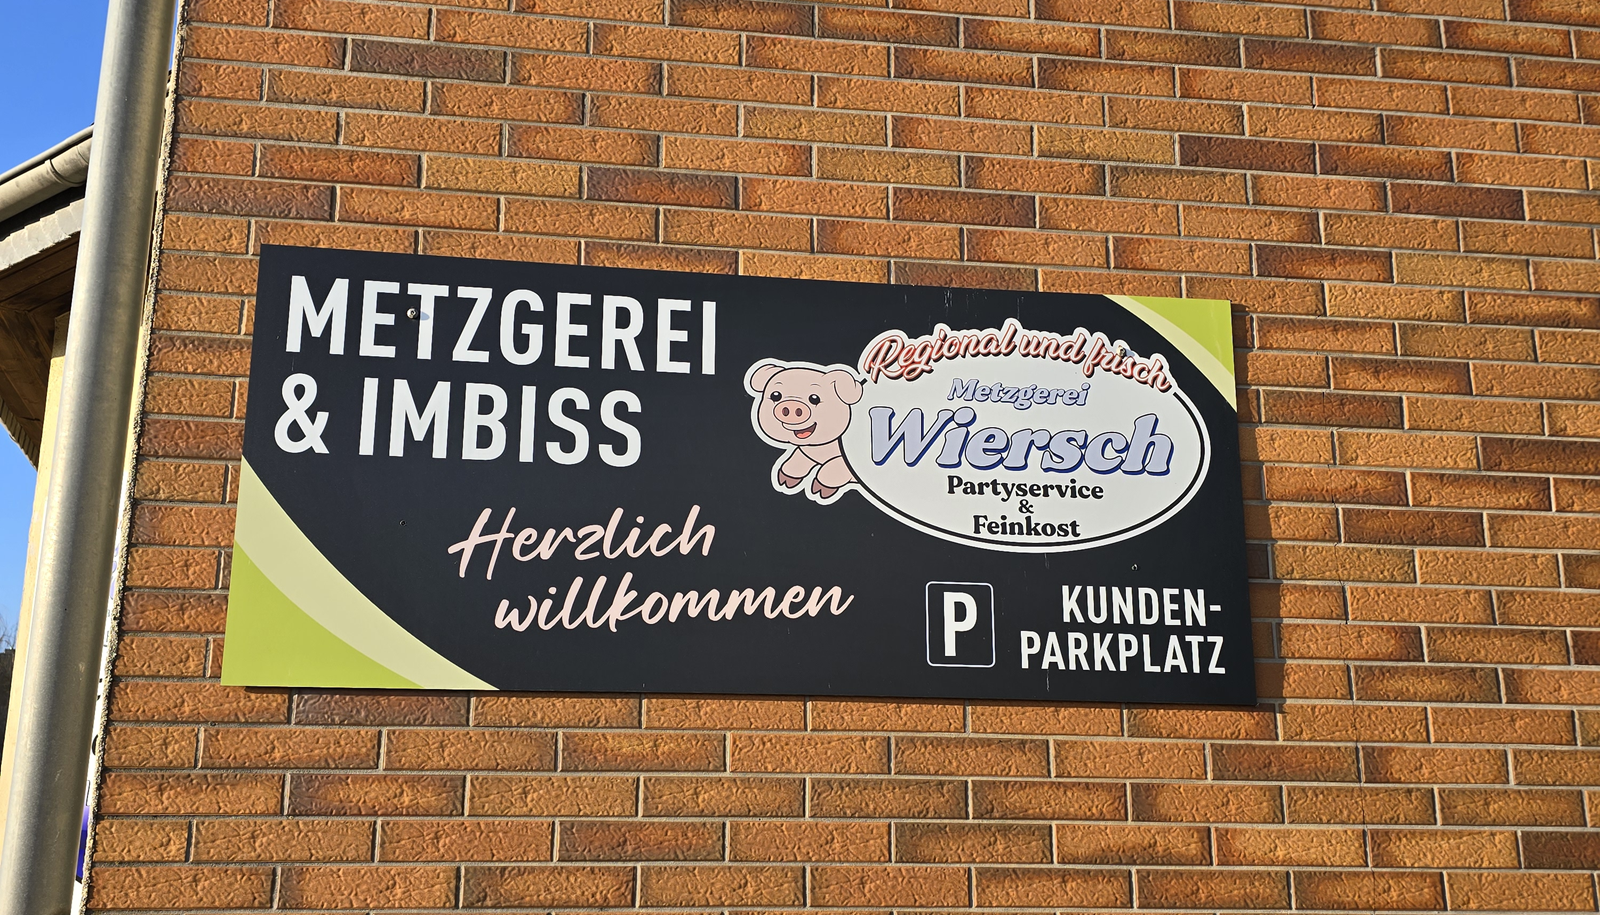 METZGEREI
& IMBISS
Herzlich
willkommen
Regional und frisch
Metzgerei
Wiersch
Partyservice
&
Feinkost
P
KUNDEN-
PARKPLATZ